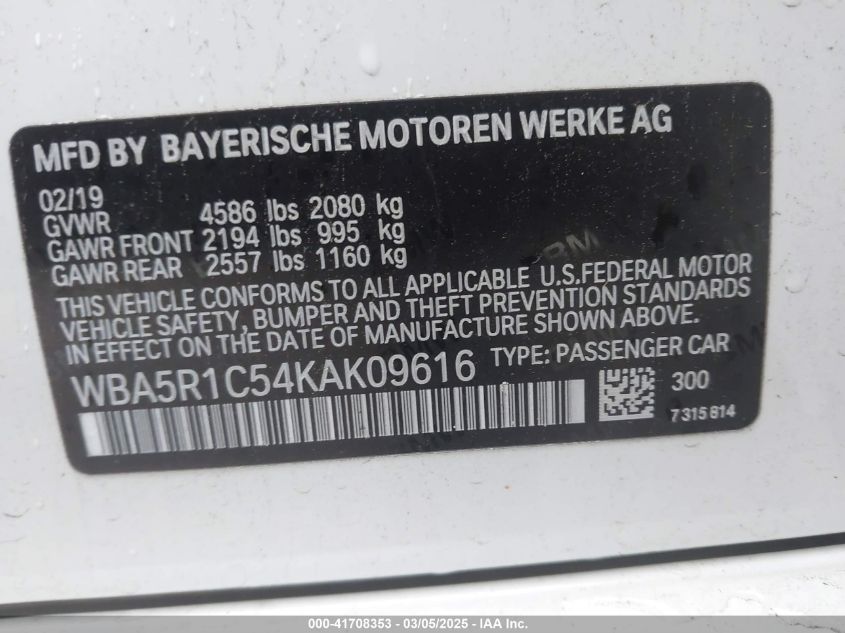 MFD BY BAYERISCHE MOTOREN WERKE AG
02/19
GVWR 4586 lbs 2080 kg
GAWR FRONT 2194 lbs 995 kg
GAWR REAR 2557 lbs 1160 kg
THIS VEHICLE CONFORMS TO ALL APPLICABLE U.S.FEDERAL MOTOR
VEHICLE SAFETY, BUMPER AND THEFT PREVENTION STANDARDS
IN EFFECT ON THE DATE OF MANUFACTURE SHOWN ABOVE.
WBA5R1C54KAK09616 TYPE: PASSENGER CAR
300
7315814
000-41708353 - 03/05/2025 - IAA Inc.